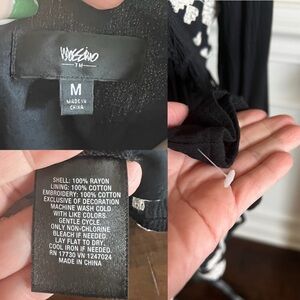 Mossimo
TM
M
MADE IN
CHINA
SHELL: 100% RAYON
LINING: 100% COTTON
EMBROIDERY: 100% COTTON
EXCLUSIVE OF DECORATION
MACHINE WASH COLD
WITH LIKE COLORS.
GENTLE CYCLE.
ONLY NON-CHLORINE
BLEACH IF NEEDED.
LAY FLAT TO DRY.
COOL IRON IF NEEDED.
RN 17730 VN 1247024
MADE IN CHINA